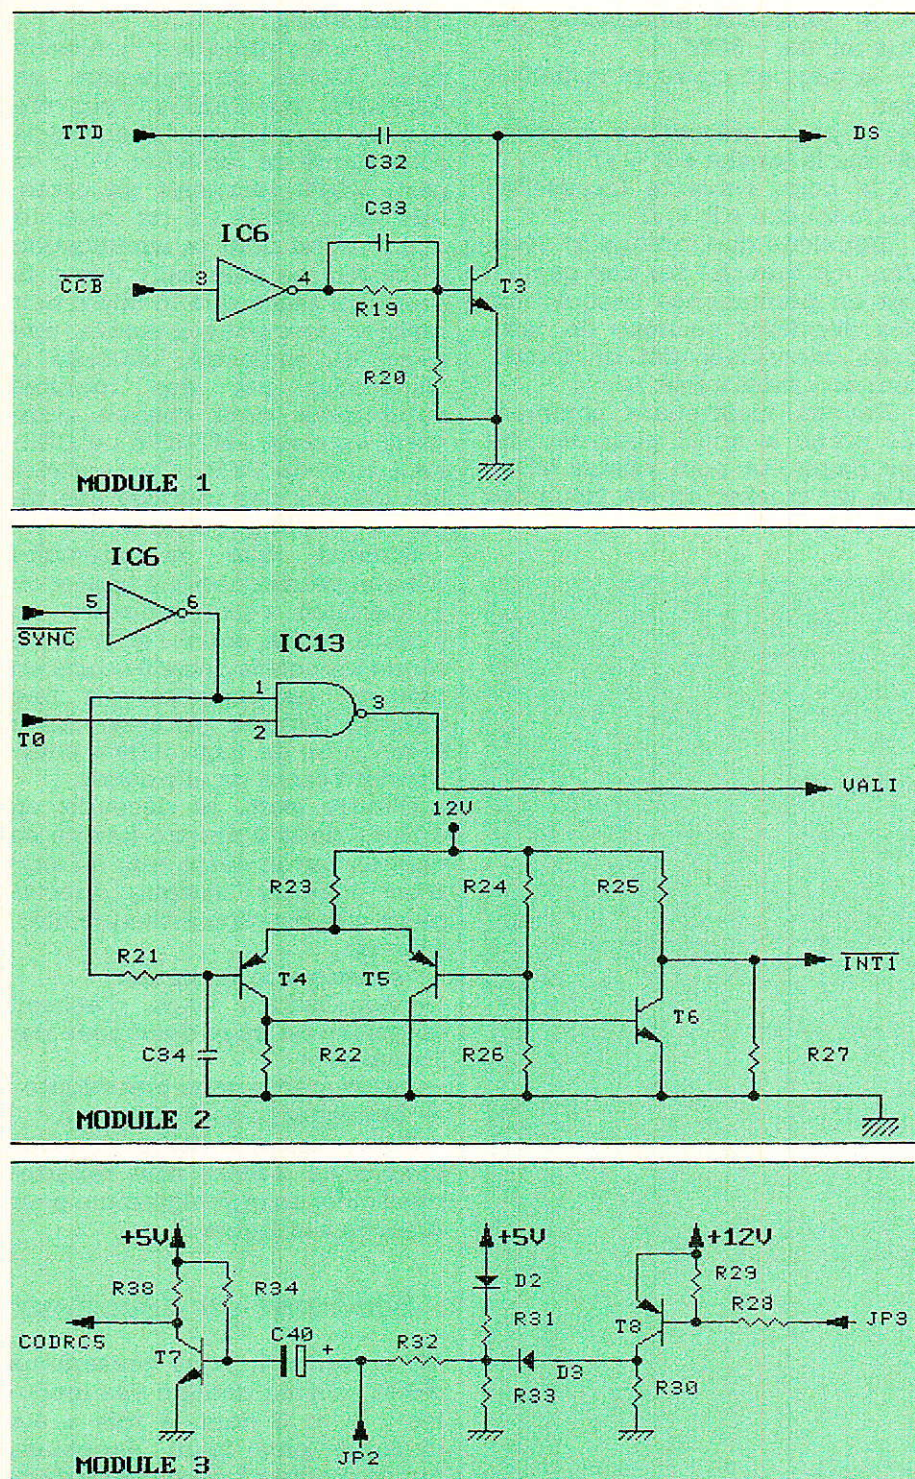 TTD
DS
C32
C33
IC6
CCB
3
4
R19
T3
R20
MODULE 1
IC6
5
6
SYNC
IC13
1
3
2
T0
VALI
12V
R23
R24
R25
R21
T4
T5
INT1
T6
C34
R22
R26
R27
MODULE 2
+5V
+5V
+12V
R38
R34
D2
R29
R31
R28
CODRC5
C40
+
R32
T8
JP3
T7
D3
R33
R30
JP2
MODULE 3